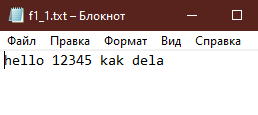 f1_1.txt – Блокнот
Файл Правка Формат Вид Справка
hello 12345 kak dela